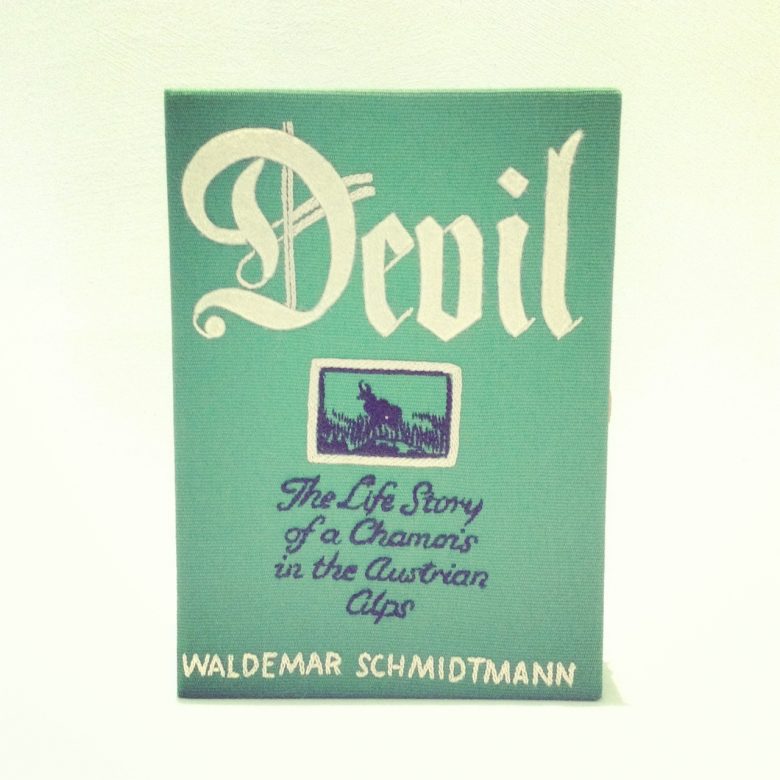 Devil
The Life Story
of a Chamois
in the Austrian
Alps
WALDEMAR SCHMIDTMANN